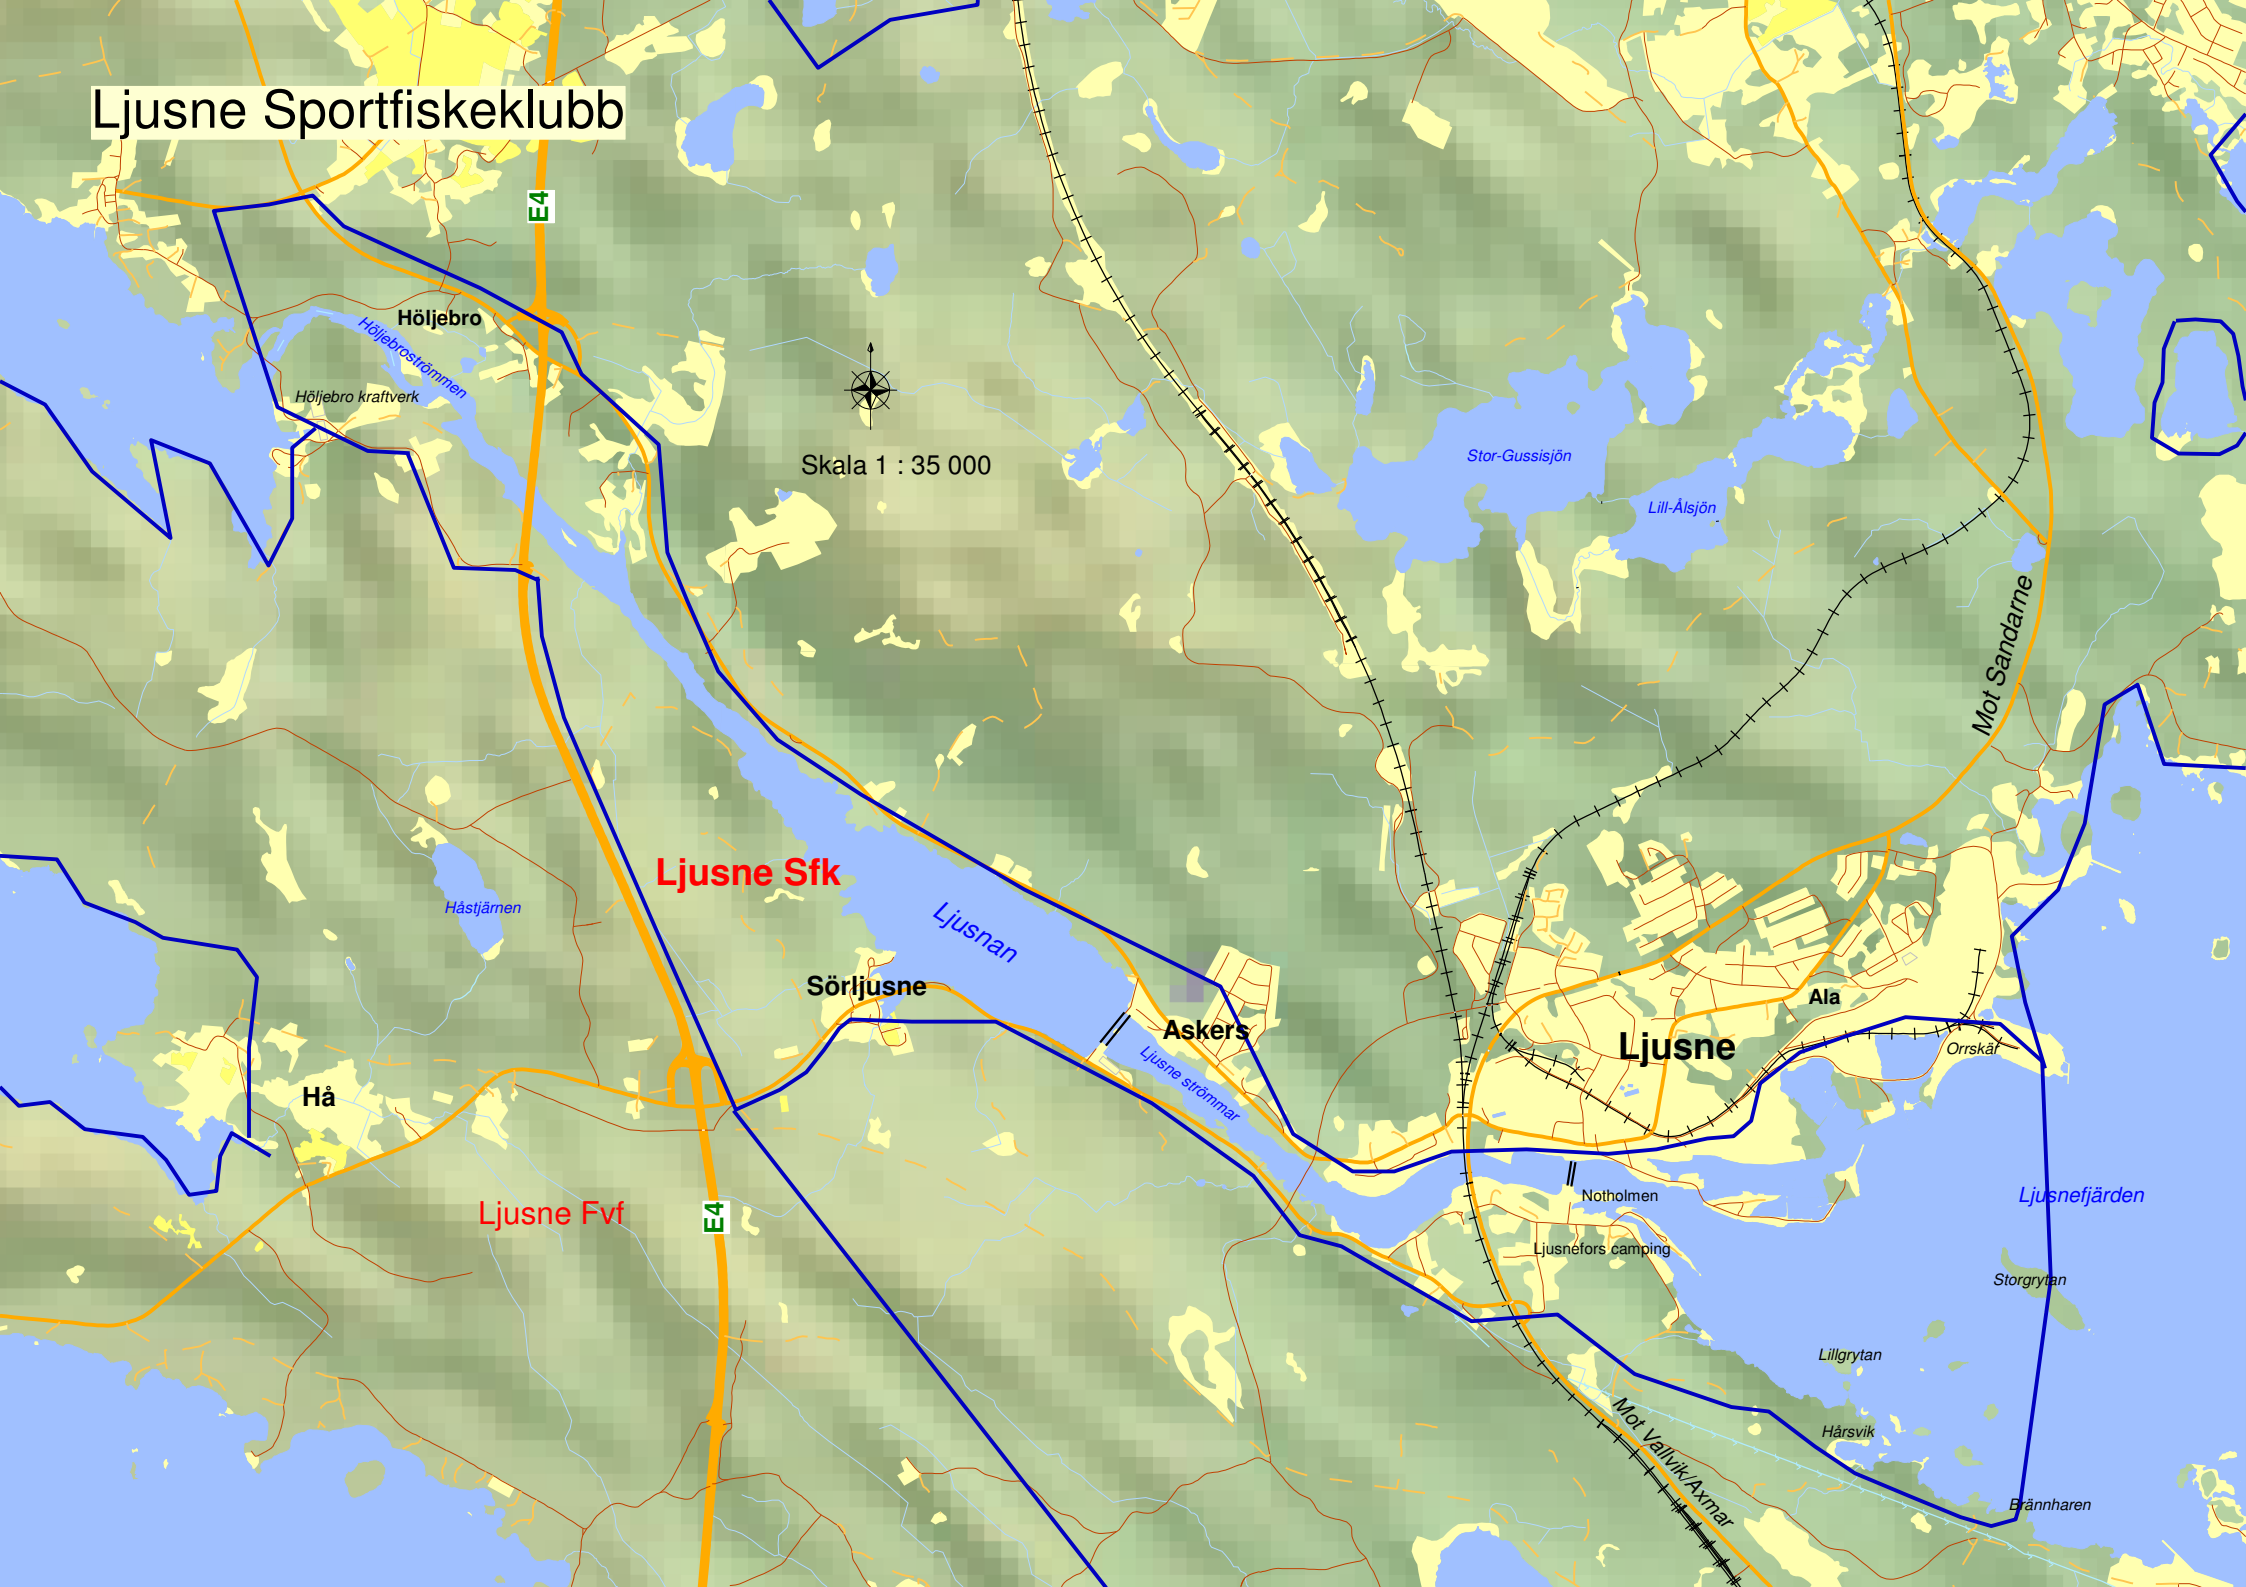 Ljusne Sportfiskeklubb
E4
Höljebro
Höljebroströmmen
Höljebro kraftverk
Skala 1 : 35 000
Stor-Gussisjön
Lill-Ålsjön
Mot Sandarne
Ljusne Sfk
Håstjärnen
Ljusnan
Sörljusne
Askers
Ala
Ljusne
Orrskär
Ljusne strömmar
Hå
Notholmen
Ljusnefjärden
Ljusne Fvf
E4
Ljusnefors camping
Storgrytan
Lillgrytan
Mot Vallvik/Axmar
Hårsvik
Brännharen